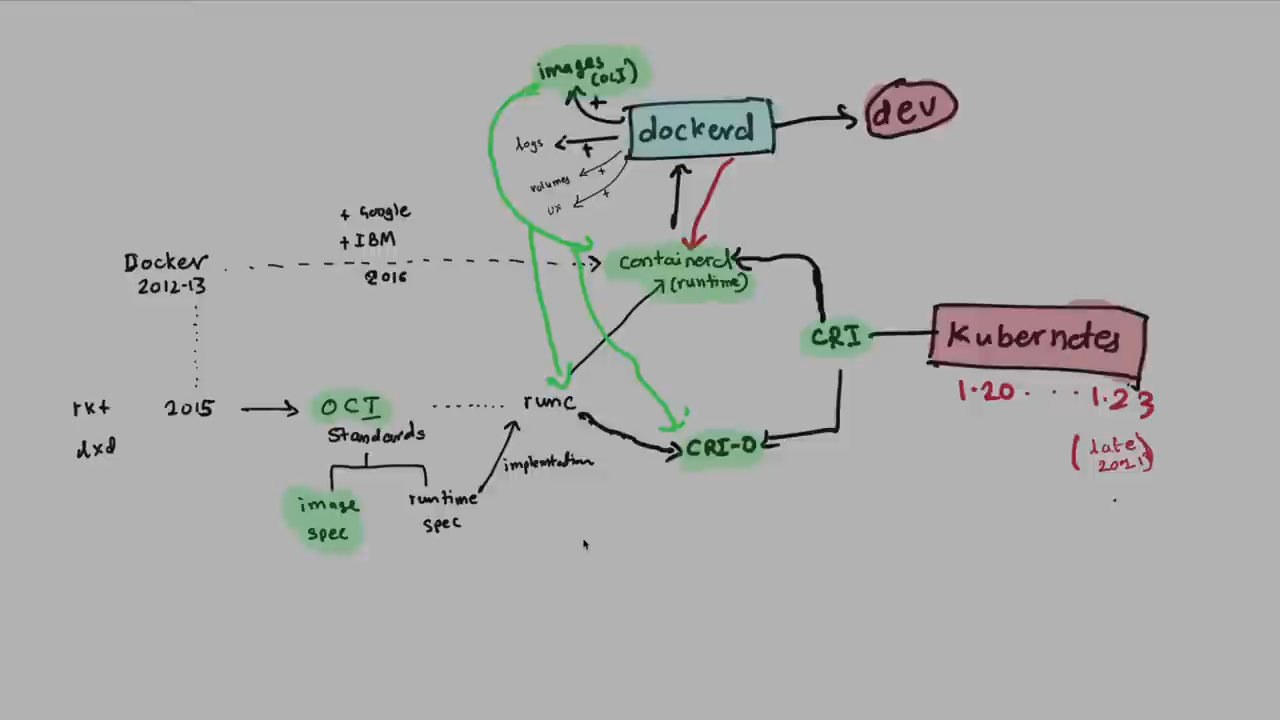 images
(OCI)
+
dockerd
dev
logs
+
volumes
+
UX
+
+ Google
+ IBM
Docker
2012-13
2016
containerd
(runtime)
CRI
Kubernetes
1.20 . . . 1.23
(late
2021)
rkt
lxd
2015
OCI
Standards
image
spec
runtime
spec
runc
CRI-O